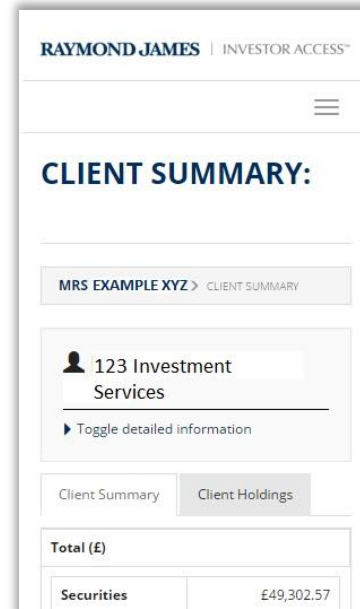 RAYMOND JAMES | INVESTOR ACCESS℠
CLIENT SUMMARY:
MRS EXAMPLE XYZ > CLIENT SUMMARY
123 Investment
Services
Toggle detailed information
Client Summary Client Holdings
Total (£)
Securities £49,302.57